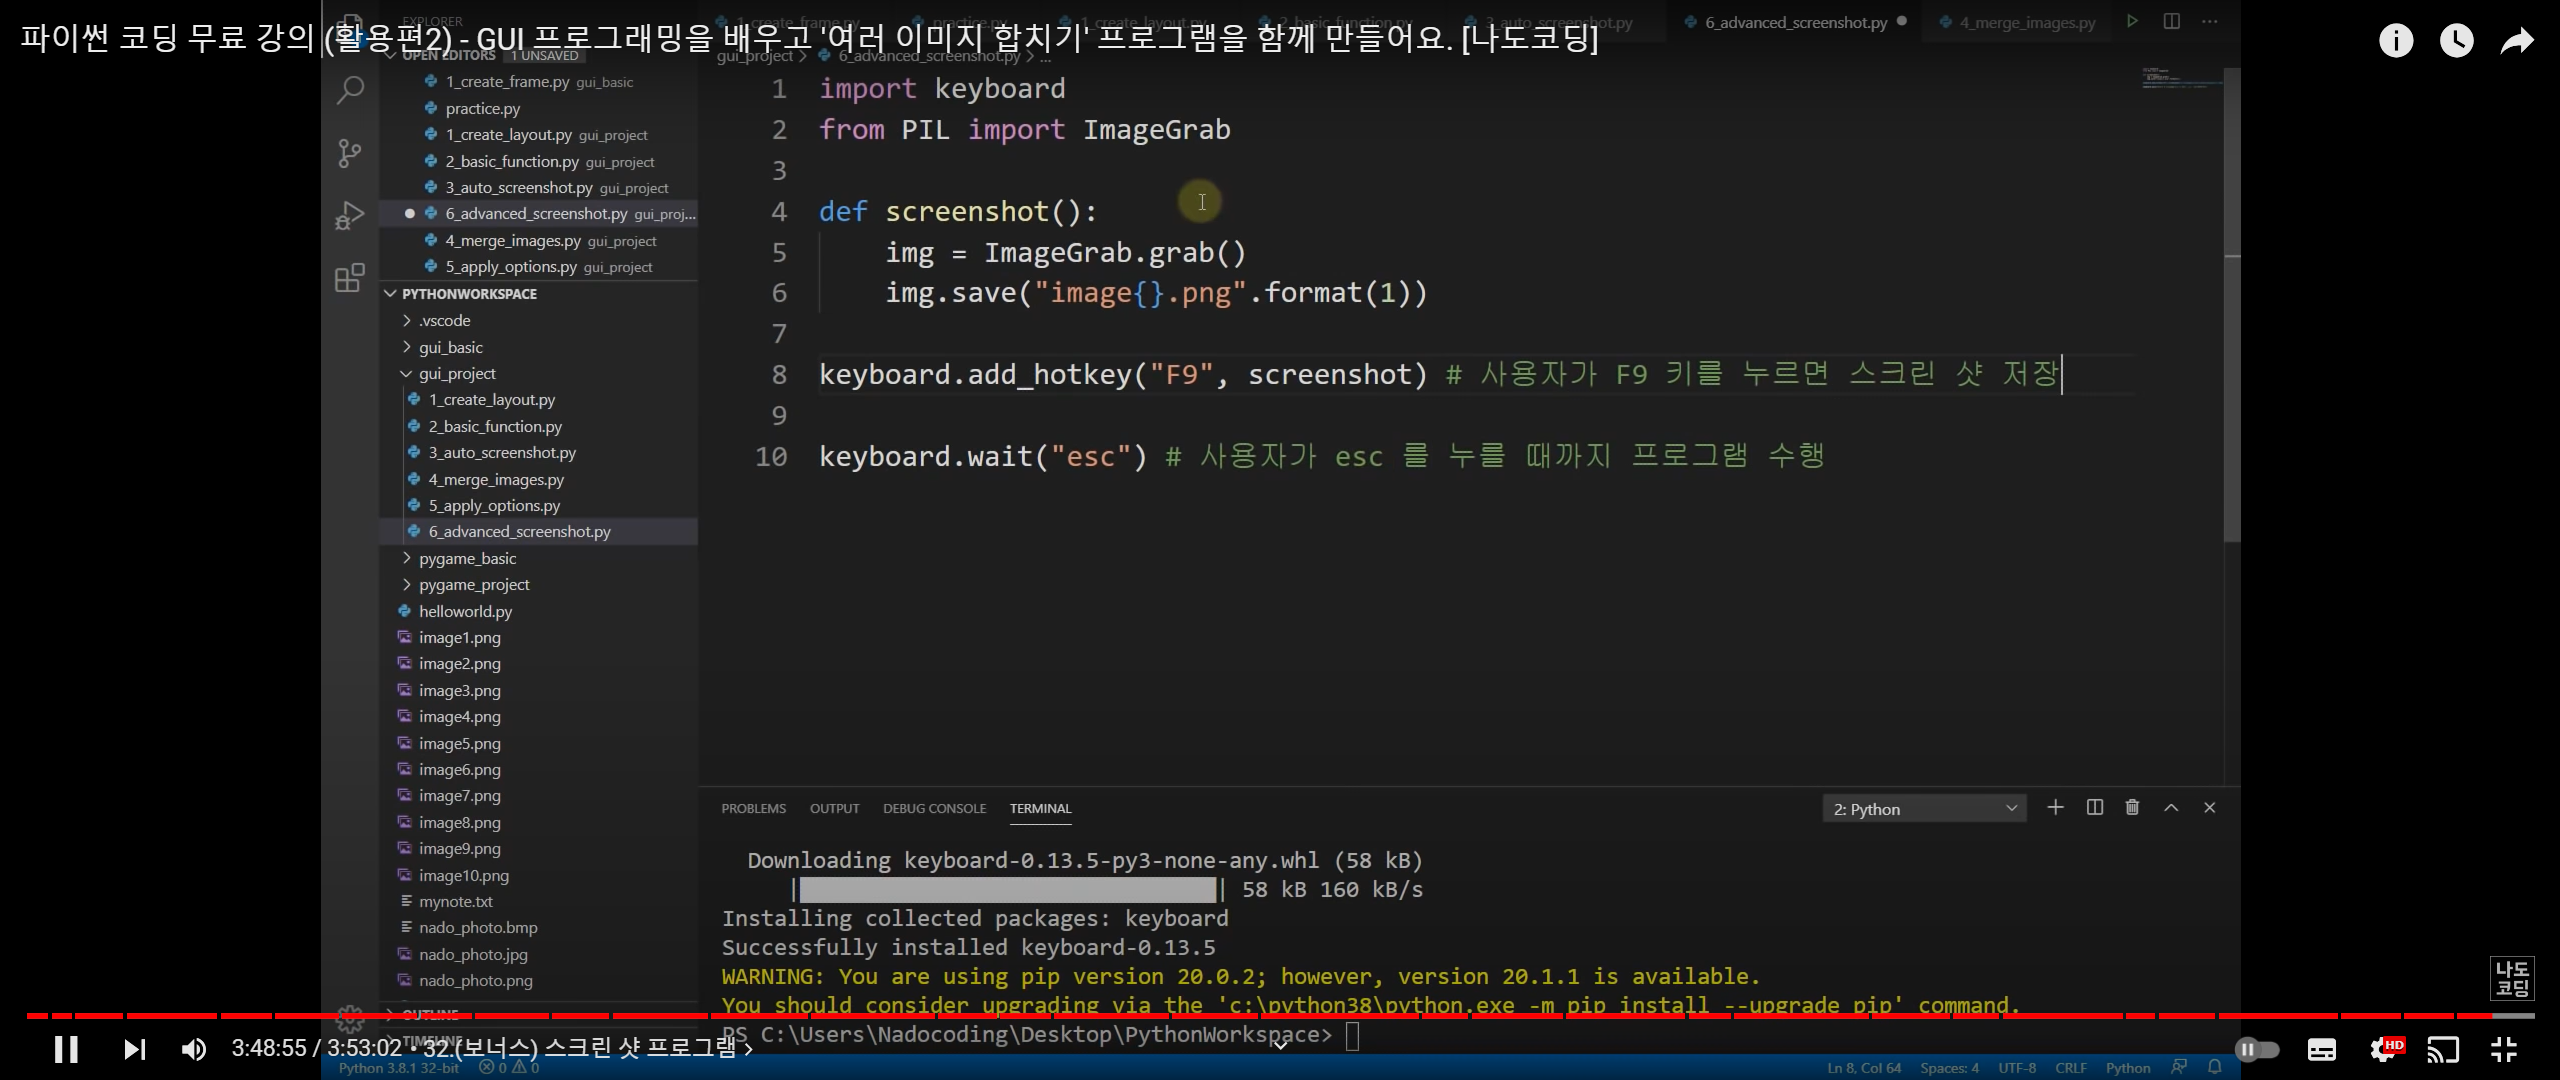 파이썬 코딩 무료 강의 (활용편2) - GUI 프로그래밍을 배우고 '여러 이미지 합치기' 프로그램을 함께 만들어요. [나도코딩]
EXPLORER
1_create_frame.py
practice.py
1_create_layout.py
2_basic_function.py
3_auto_screenshot.py
6_advanced_screenshot.py
4_merge_images.py
OPEN EDITORS 1 UNSAVED
1_create_frame.py gui_basic
practice.py
1_create_layout.py gui_project
2_basic_function.py gui_project
3_auto_screenshot.py gui_project
6_advanced_screenshot.py gui_proj...
4_merge_images.py gui_project
5_apply_options.py gui_project
PYTHONWORKSPACE
.vscode
gui_basic
gui_project
1_create_layout.py
2_basic_function.py
3_auto_screenshot.py
4_merge_images.py
5_apply_options.py
6_advanced_screenshot.py
pygame_basic
pygame_project
helloworld.py
image1.png
image2.png
image3.png
image4.png
image5.png
image6.png
image7.png
image8.png
image9.png
image10.png
mynote.txt
nado_photo.bmp
nado_photo.jpg
nado_photo.png
OUTLINE
TIMELINE
gui_project > 6_advanced_screenshot.py > ...
1 import keyboard
2 from PIL import ImageGrab
3
4 def screenshot():
5 img = ImageGrab.grab()
6 img.save("image{}.png".format(1))
7
8 keyboard.add_hotkey("F9", screenshot) # 사용자가 F9 키를 누르면 스크린 샷 저장
9
10 keyboard.wait("esc") # 사용자가 esc 를 누를 때까지 프로그램 수행
PROBLEMS OUTPUT DEBUG CONSOLE TERMINAL
2: Python
Downloading keyboard-0.13.5-py3-none-any.whl (58 kB)
58 kB 160 kB/s
Installing collected packages: keyboard
Successfully installed keyboard-0.13.5
WARNING: You are using pip version 20.0.2; however, version 20.1.1 is available.
You should consider upgrading via the 'c:\python38\python.exe -m pip install --upgrade pip' command.
PS C:\Users\Nadocoding\Desktop\PythonWorkspace>
나도
코딩
3:48:55 / 3:53:02 • 32.(보너스) 스크린 샷 프로그램 >
HD
Python 3.8.1 32-bit 0 0
Ln 8, Col 64 Spaces: 4 UTF-8 CRLF Python